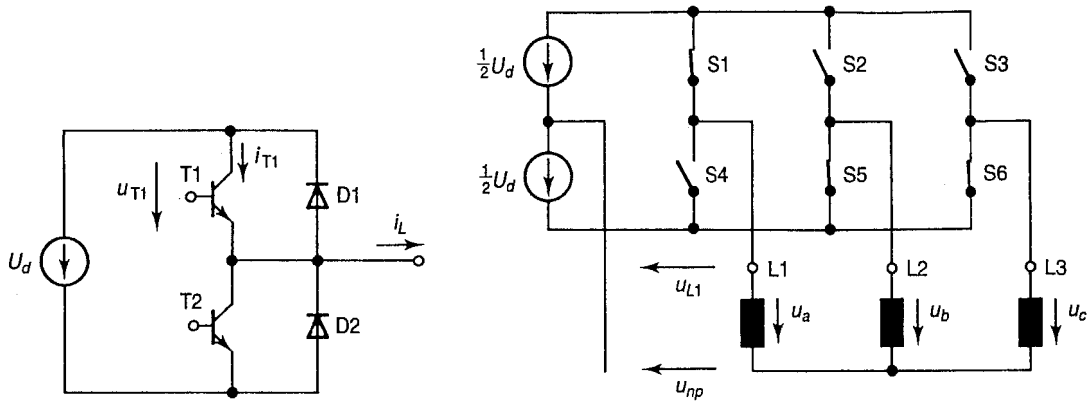 U_d
u_T1
T1
i_T1
D1
i_L
T2
D2
½U_d
½U_d
S1
S2
S3
S4
S5
S6
L1
L2
L3
u_L1
u_a
u_b
u_c
u_np